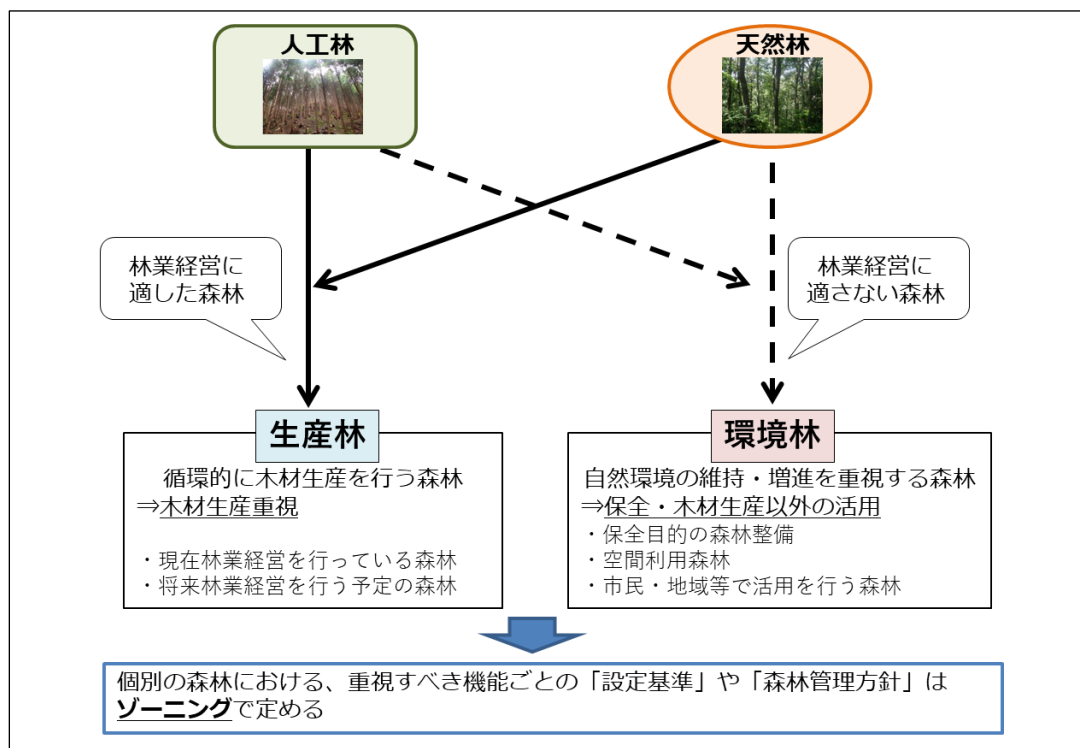 人工林
天然林
林業経営に
適した森林
林業経営に
適さない森林
生産林
循環的に木材生産を行う森林
⇒木材生産重視
・現在林業経営を行っている森林
・将来林業経営を行う予定の森林
環境林
自然環境の維持・増進を重視する森林
⇒保全・木材生産以外の活用
・保全目的の森林整備
・空間利用森林
・市民・地域等で活用を行う森林
個別の森林における、重視すべき機能ごとの「設定基準」や「森林管理方針」は
ゾーニングで定める